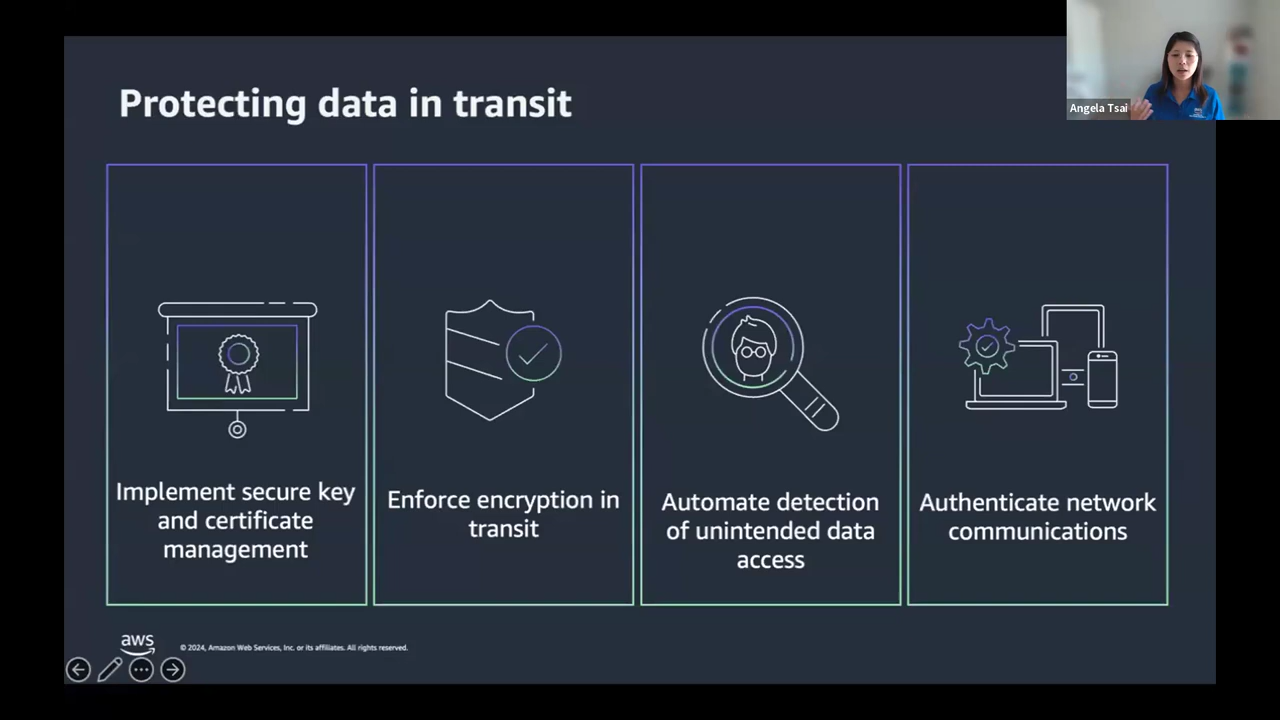 Protecting data in transit
Angela Tsai
Implement secure key
and certificate
management
Enforce encryption in
transit
Automate detection
of unintended data
access
Authenticate network
communications
aws
© 2024, Amazon Web Services, Inc. or its affiliates. All rights reserved.